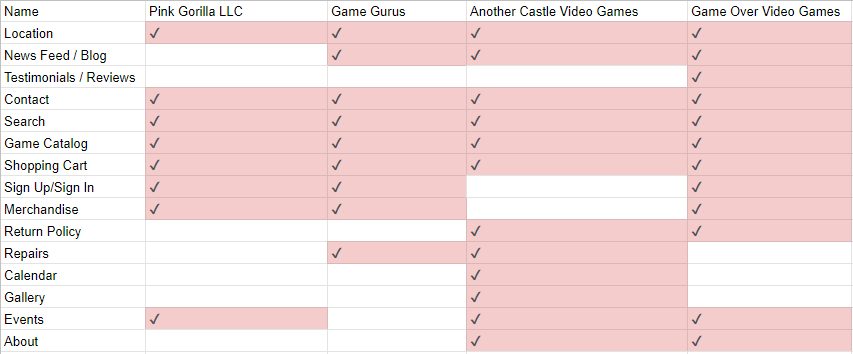 Name Pink Gorilla LLC Game Gurus Another Castle Video Games Game Over Video Games
Location ✓ ✓ ✓ ✓
News Feed / Blog ✓ ✓ ✓
Testimonials / Reviews ✓
Contact ✓ ✓ ✓ ✓
Search ✓ ✓ ✓ ✓
Game Catalog ✓ ✓ ✓ ✓
Shopping Cart ✓ ✓ ✓ ✓
Sign Up/Sign In ✓ ✓ ✓
Merchandise ✓ ✓ ✓
Return Policy ✓ ✓
Repairs ✓ ✓
Calendar ✓
Gallery ✓
Events ✓ ✓ ✓
About ✓ ✓